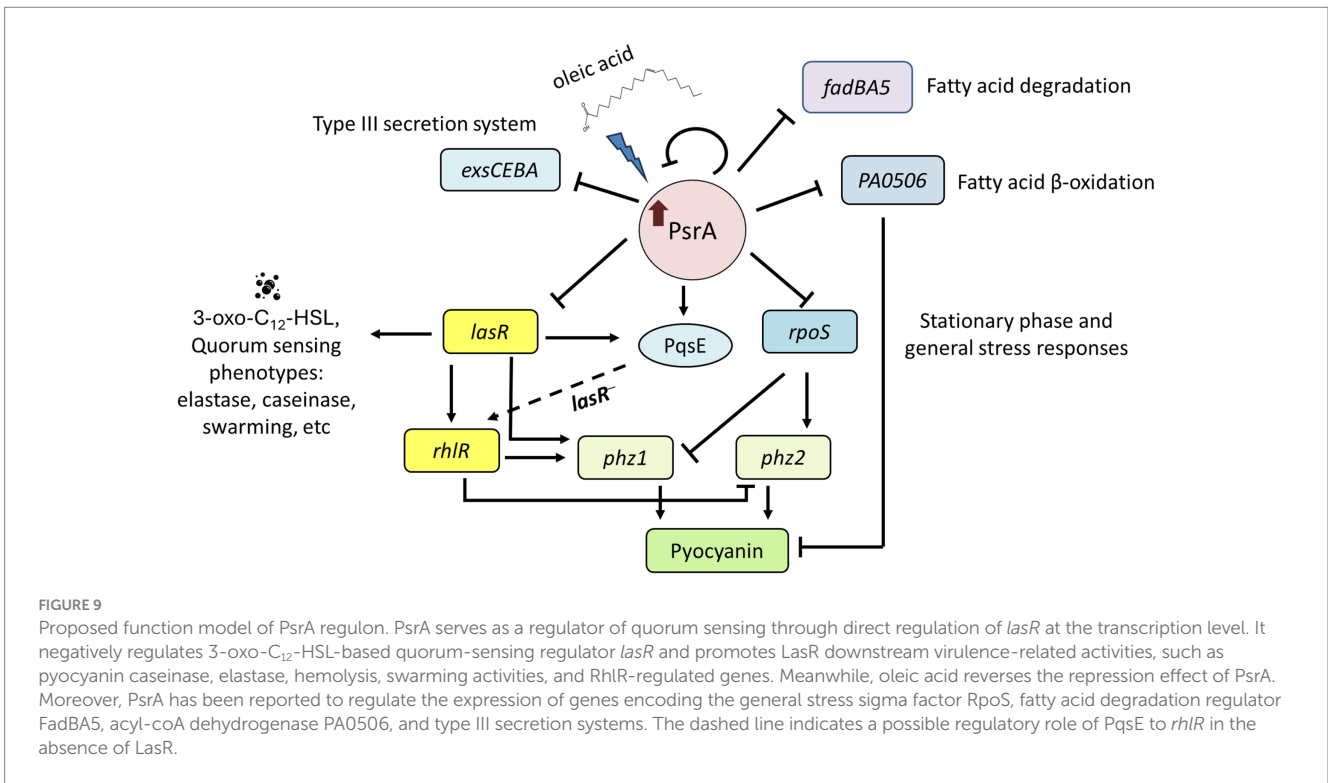 oleic acid
fadBA5
Fatty acid degradation
Type III secretion system
exsCEBA
PA0506
Fatty acid β-oxidation
PsrA
3-oxo-C₁₂-HSL,
Quorum sensing
phenotypes:
elastase, caseinase,
swarming, etc
lasR
PqsE
rpoS
Stationary phase and
general stress responses
lasR⁻
rhlR
phz1
phz2
Pyocyanin
FIGURE 9
Proposed function model of PsrA regulon. PsrA serves as a regulator of quorum sensing through direct regulation of lasR at the transcription level. It
negatively regulates 3-oxo-C₁₂-HSL-based quorum-sensing regulator lasR and promotes LasR downstream virulence-related activities, such as
pyocyanin caseinase, elastase, hemolysis, swarming activities, and RhlR-regulated genes. Meanwhile, oleic acid reverses the repression effect of PsrA.
Moreover, PsrA has been reported to regulate the expression of genes encoding the general stress sigma factor RpoS, fatty acid degradation regulator
FadBA5, acyl-coA dehydrogenase PA0506, and type III secretion systems. The dashed line indicates a possible regulatory role of PqsE to rhlR in the
absence of LasR.